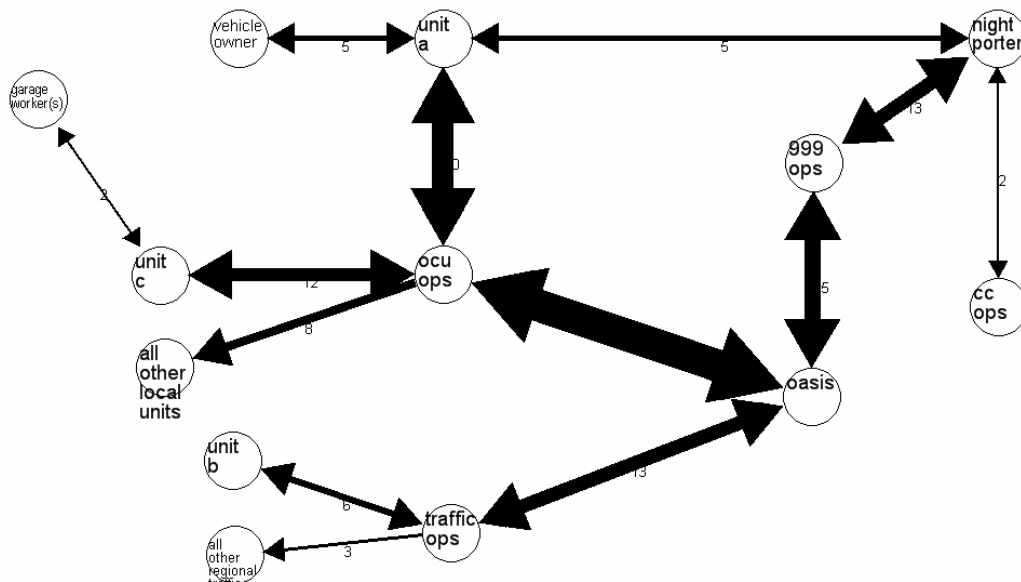 vehicle
owner
unit
a
night
porter
5
5
garage
worker(s)
13
999
ops
0
2
2
unit
c
ocu
ops
12
5
cc
ops
8
all
other
local
units
oasis
unit
b
13
6
traffic
ops
3
all
other
regional